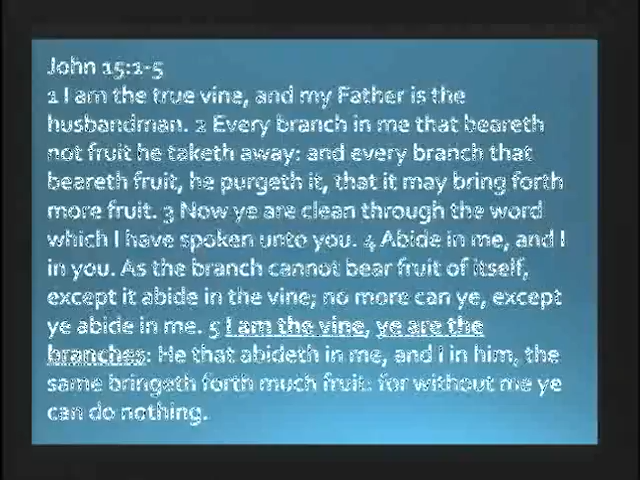 John 15:1-5
1 I am the true vine, and my Father is the
husbandman. 2 Every branch in me that beareth
not fruit he taketh away: and every branch that
beareth fruit, he purgeth it, that it may bring forth
more fruit. 3 Now ye are clean through the word
which I have spoken unto you. 4 Abide in me, and I
in you. As the branch cannot bear fruit of itself,
except it abide in the vine; no more can ye, except
ye abide in me. 5 I am the vine, ye are the
branches: He that abideth in me, and I in him, the
same bringeth forth much fruit: for without me ye
can do nothing.